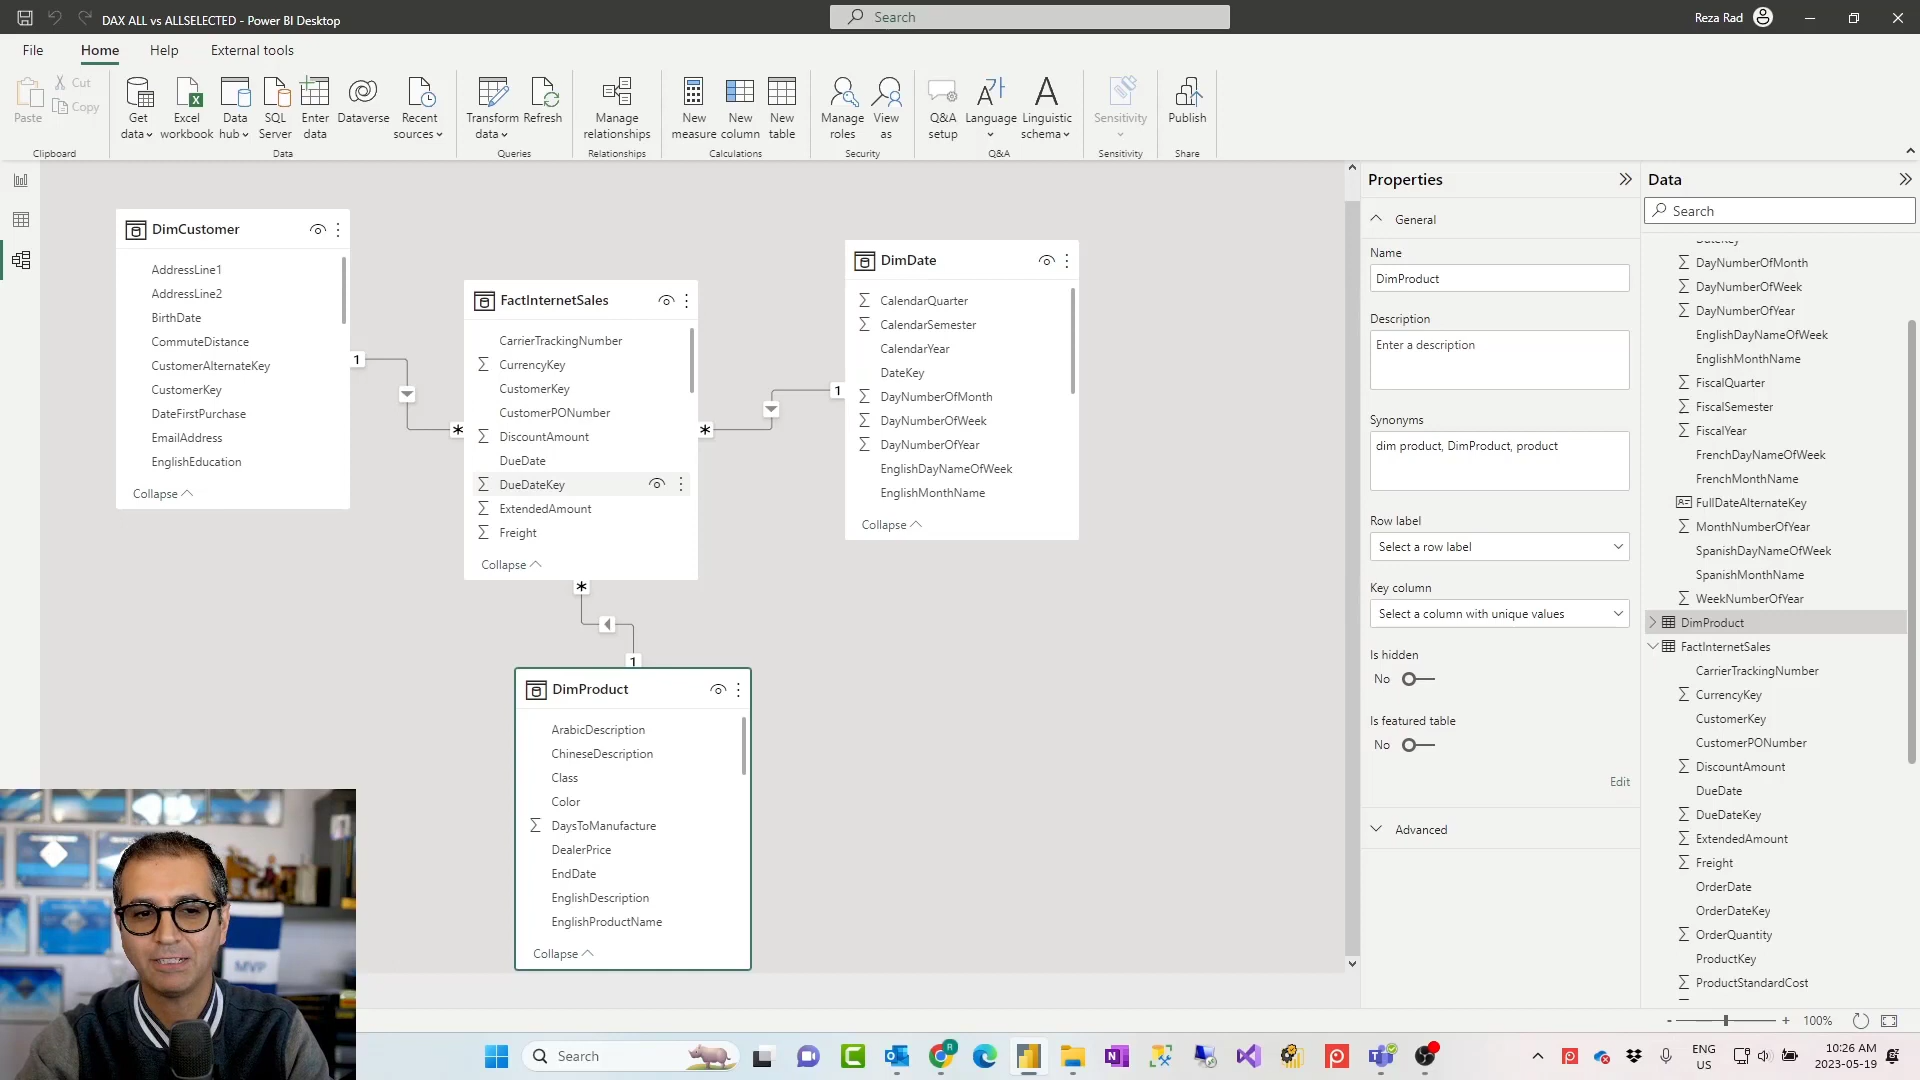 DAX ALL vs ALLSELECTED - Power BI Desktop
Search
Reza Rad
File
Home
Help
External tools
Paste
Cut
Copy
Clipboard
Get data
Excel workbook
Data hub
SQL Server
Enter data
Dataverse
Recent sources
Data
Transform data
Refresh
Queries
Manage relationships
Relationships
New measure
New column
New table
Calculations
Manage roles
View as
Security
Q&A setup
Language
Linguistic schema
Q&A
Sensitivity
Sensitivity
Publish
Share
DimCustomer
AddressLine1
AddressLine2
BirthDate
CommuteDistance
CustomerAlternateKey
CustomerKey
DateFirstPurchase
EmailAddress
EnglishEducation
Collapse
1
*
FactInternetSales
CarrierTrackingNumber
CurrencyKey
CustomerKey
CustomerPONumber
DiscountAmount
DueDate
DueDateKey
ExtendedAmount
Freight
Collapse
*
1
DimDate
CalendarQuarter
CalendarSemester
CalendarYear
DateKey
DayNumberOfMonth
DayNumberOfWeek
DayNumberOfYear
EnglishDayNameOfWeek
EnglishMonthName
Collapse
*
1
DimProduct
ArabicDescription
ChineseDescription
Class
Color
DaysToManufacture
DealerPrice
EndDate
EnglishDescription
EnglishProductName
Collapse
MVP
Properties
General
Name
DimProduct
Description
Enter a description
Synonyms
dim product, DimProduct, product
Row label
Select a row label
Key column
Select a column with unique values
Is hidden
No
Is featured table
No
Edit
Advanced
Data
Search
DateKey
DayNumberOfMonth
DayNumberOfWeek
DayNumberOfYear
EnglishDayNameOfWeek
EnglishMonthName
FiscalQuarter
FiscalSemester
FiscalYear
FrenchDayNameOfWeek
FrenchMonthName
FullDateAlternateKey
MonthNumberOfYear
SpanishDayNameOfWeek
SpanishMonthName
WeekNumberOfYear
DimProduct
FactInternetSales
CarrierTrackingNumber
CurrencyKey
CustomerKey
CustomerPONumber
DiscountAmount
DueDate
DueDateKey
ExtendedAmount
Freight
OrderDate
OrderDateKey
OrderQuantity
ProductKey
ProductStandardCost
- + 100%
Search
ENG
US
10:26 AM
2023-05-19